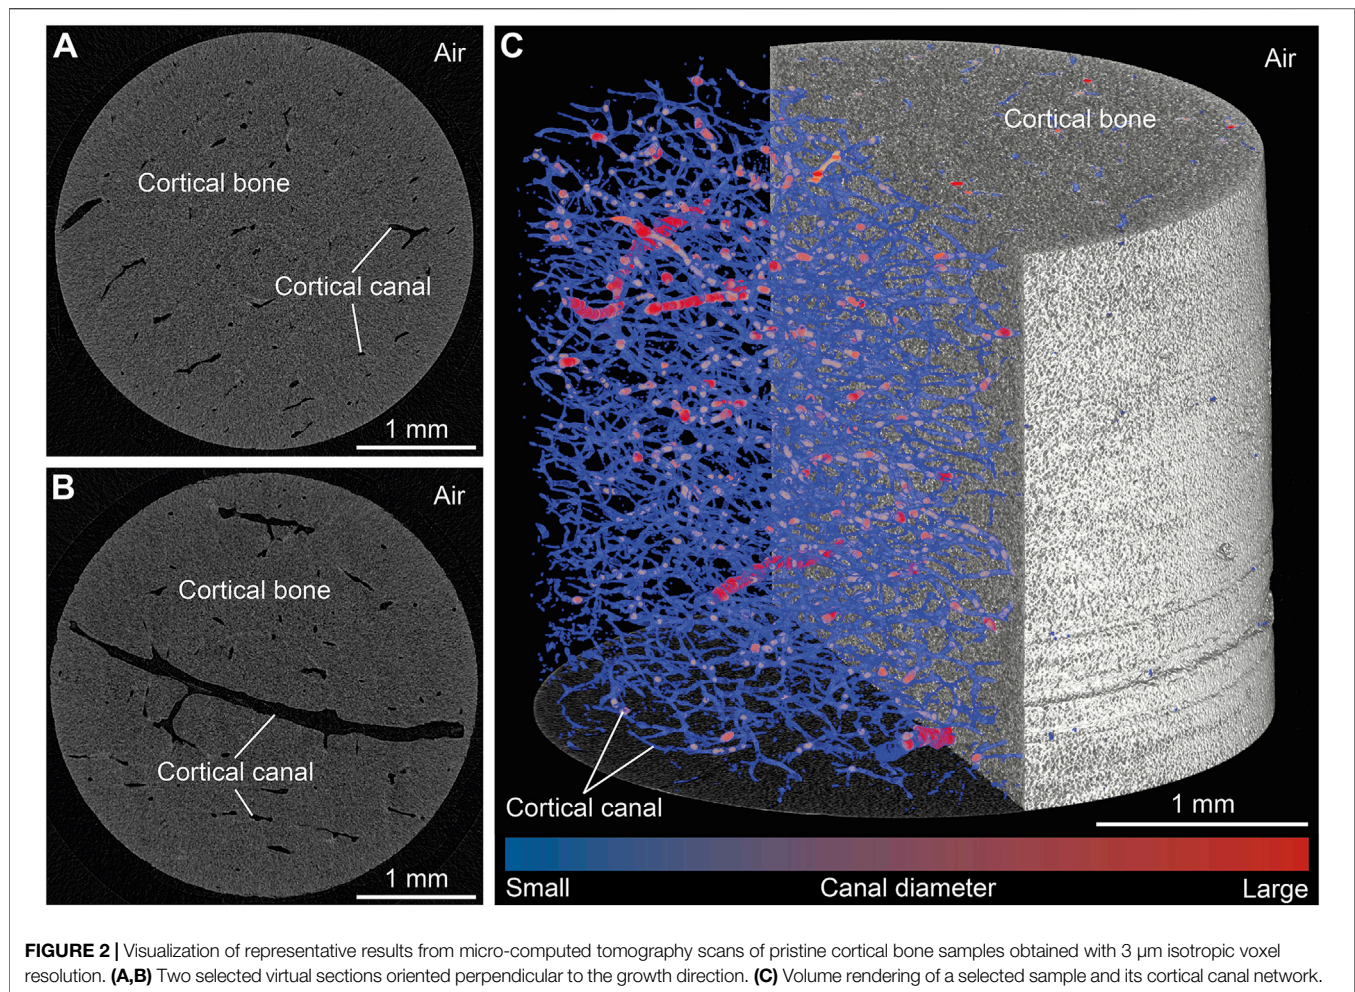 A
Air
Cortical bone
Cortical canal
1 mm
B
Air
Cortical bone
Cortical canal
1 mm
C
Air
Cortical bone
Cortical canal
1 mm
Small Canal diameter Large
FIGURE 2 | Visualization of representative results from micro-computed tomography scans of pristine cortical bone samples obtained with 3 μm isotropic voxel
resolution. (A,B) Two selected virtual sections oriented perpendicular to the growth direction. (C) Volume rendering of a selected sample and its cortical canal network.